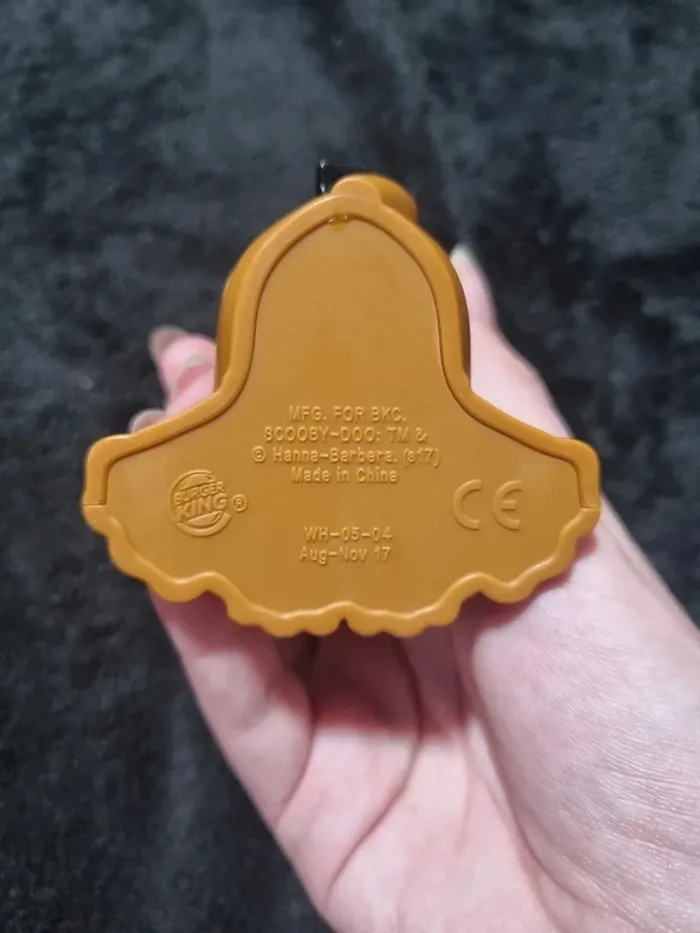 MFG. FOR BKC.
SCOOBY-DOO: TM &
© Hanna-Barbera. (s17)
Made in China
BURGER
KING®
CE
WH-05-04
Aug-Nov 17